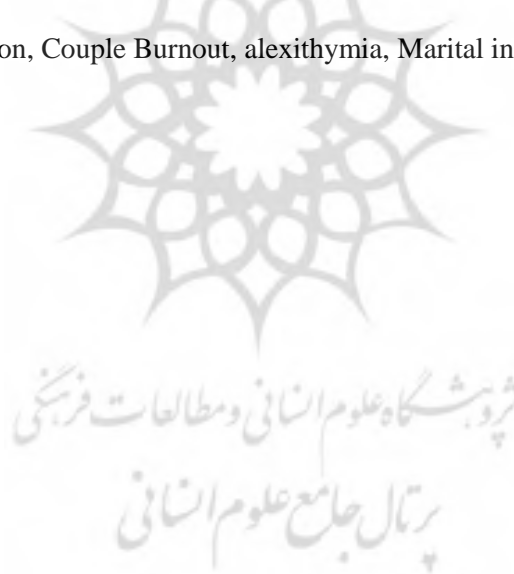 on, Couple Burnout, alexithymia, Marital in
پژوهشگاه علوم انسانی و مطالعات فرهنگی
پرتال جامع علوم انسانی